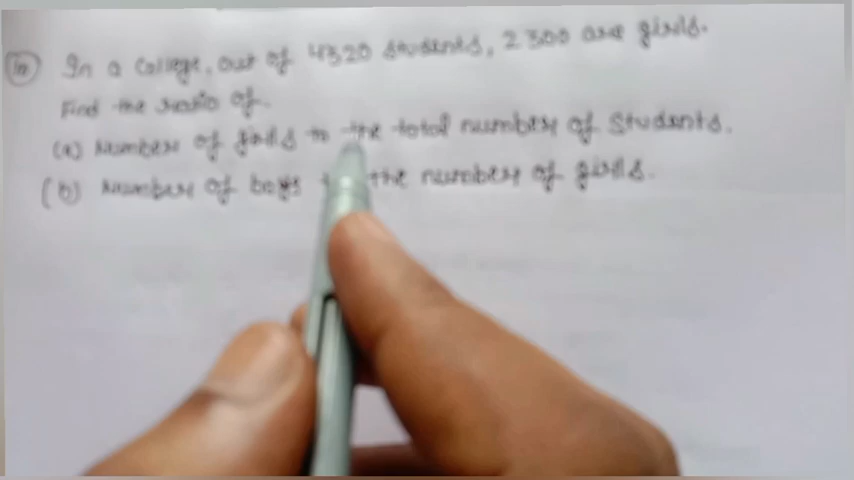 In a college, out of 4320 students, 2300 are girls.
Find the ratio of.
(a) Number of girls to the total number of Students.
(b) Number of boys the number of girls.